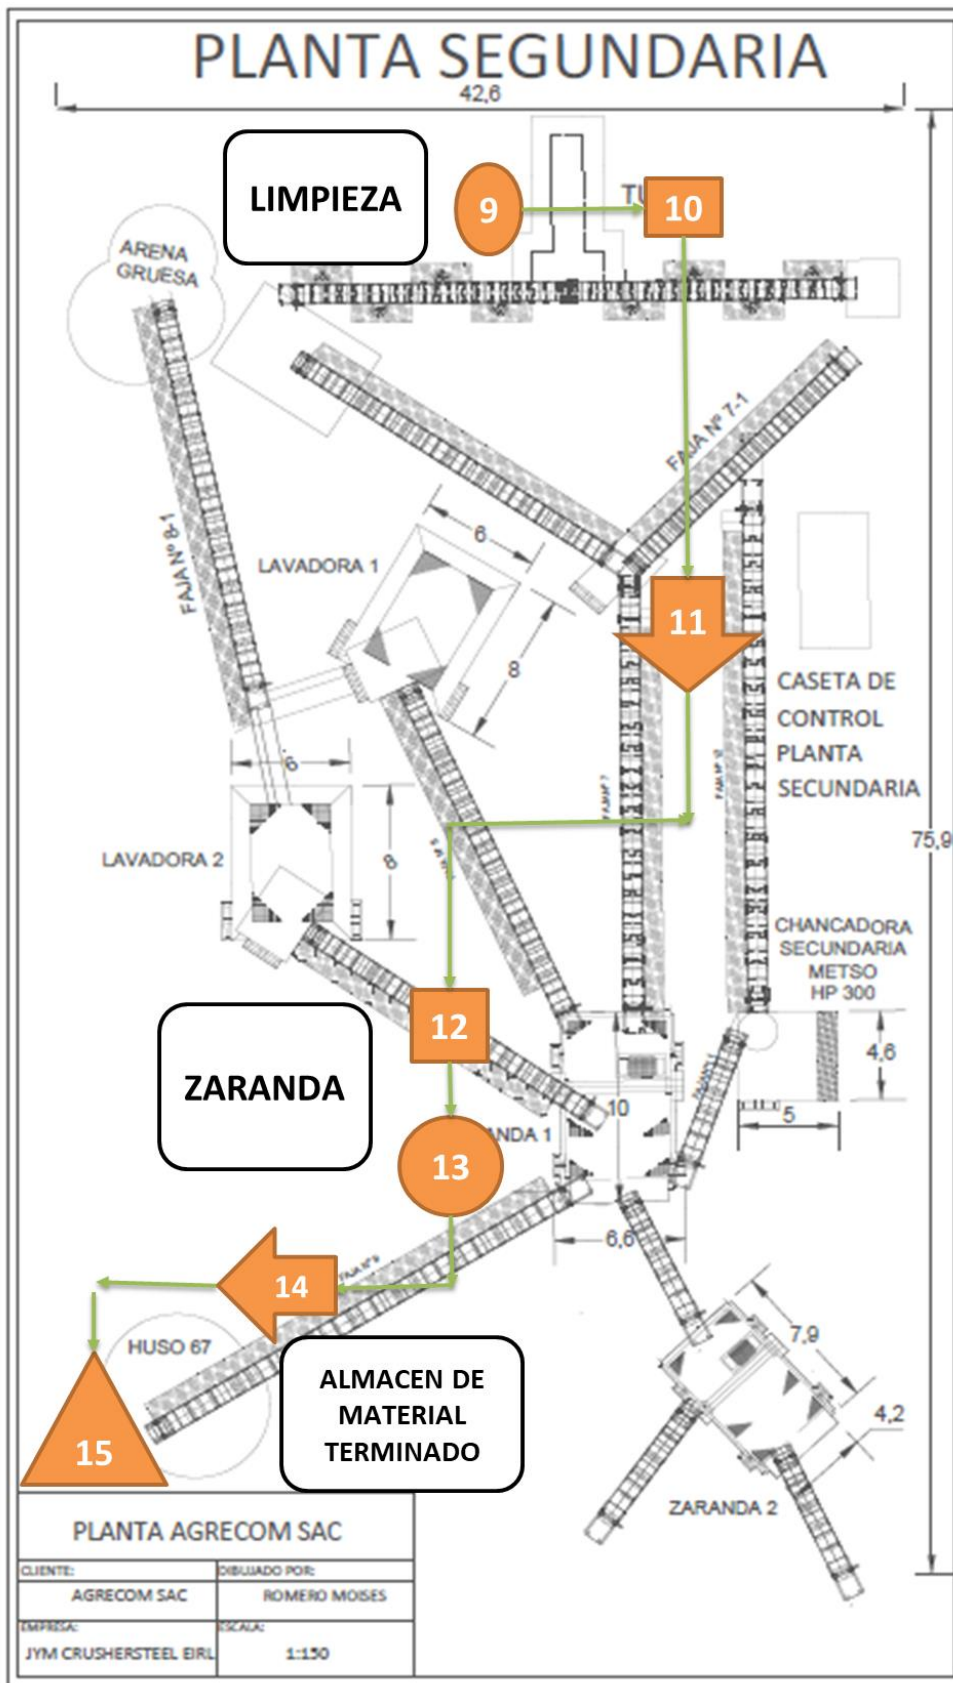 PLANTA SEGUNDARIA
42,6
LIMPIEZA
9
10
ARENA
GRUESA
FAJA Nº 7-1
FAJA Nº 8-1
LAVADORA 1
6
8
11
CASETA DE
CONTROL
PLANTA
SECUNDARIA
75,9
6
LAVADORA 2
8
CHANCADORA
SECUNDARIA
METSO
HP 300
12
4,6
5
ZARANDA
10
13
6,6
14
HUSO 67
7,9
4,2
ALMACEN DE
MATERIAL
TERMINADO
15
ZARANDA 2
PLANTA AGRECOM SAC
CLIENTE:
DIBUJADO POR:
AGRECOM SAC
ROMERO MOISES
EMPRESA:
ESCALA:
JYM CRUSHERSTEEL EIRL
1:150